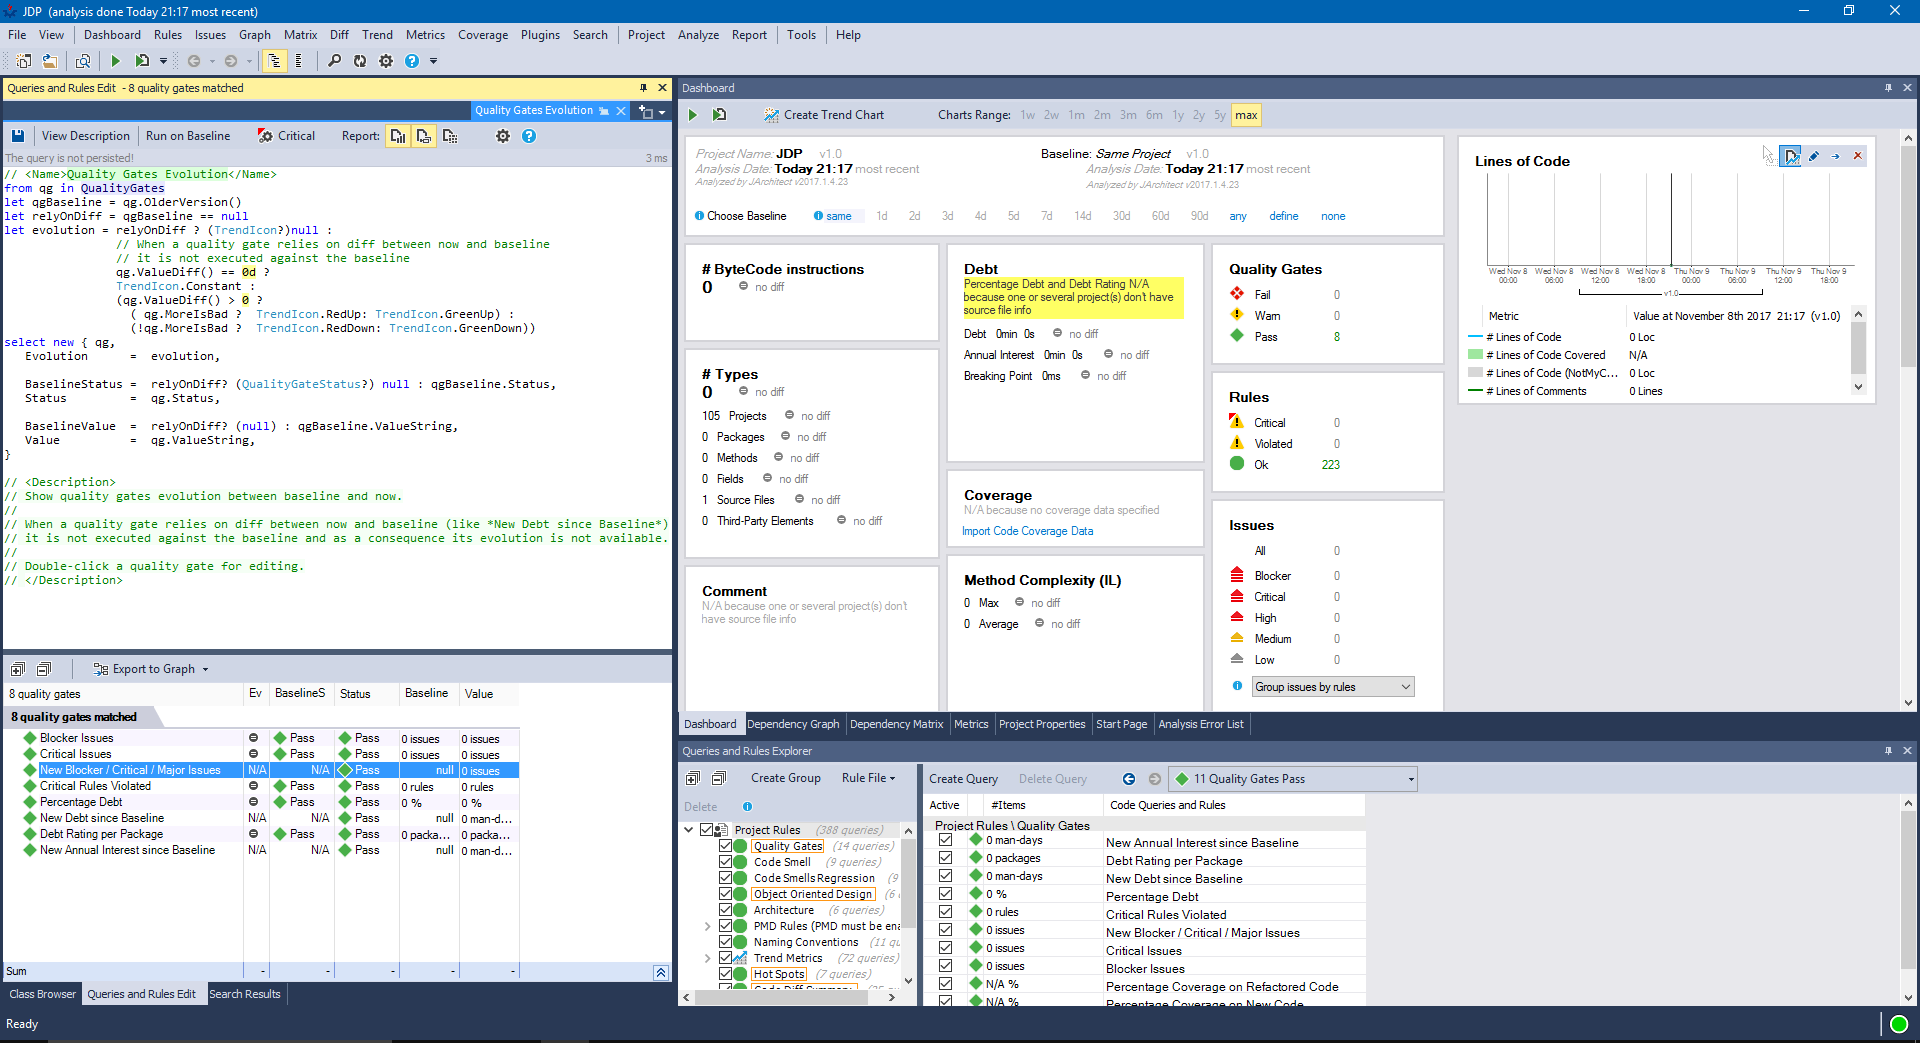 JDP  (analysis done Today 21:17 most recent)
File View Dashboard Rules Issues Graph Matrix Diff Trend Metrics Coverage Plugins Search Project Analyze Report Tools Help
Queries and Rules Edit  - 8 quality gates matched
Quality Gates Evolution
View Description Run on Baseline Critical Report:
The query is not persisted! 3 ms
// <Name>Quality Gates Evolution</Name>
from qg in QualityGates
let qgBaseline = qg.OlderVersion()
let relyOnDiff = qgBaseline == null
let evolution = relyOnDiff ? (TrendIcon?)null :
// When a quality gate relies on diff between now and baseline
// it is not executed against the baseline
qg.ValueDiff() == 0d ?
TrendIcon.Constant :
(qg.ValueDiff() > 0 ?
( qg.MoreIsBad ?  TrendIcon.RedUp: TrendIcon.GreenUp) :
(!qg.MoreIsBad ?  TrendIcon.RedDown: TrendIcon.GreenDown))
select new { qg,
Evolution      =  evolution,
BaselineStatus =  relyOnDiff? (QualityGateStatus?) null : qgBaseline.Status,
Status         =  qg.Status,
BaselineValue  =  relyOnDiff? (null) : qgBaseline.ValueString,
Value          =  qg.ValueString,
}
// <Description>
// Show quality gates evolution between baseline and now.
//
// When a quality gate relies on diff between now and baseline (like *New Debt since Baseline*)
// it is not executed against the baseline and as a consequence its evolution is not available.
//
// Double-click a quality gate for editing.
// </Description>
Export to Graph
8 quality gates Ev BaselineS Status Baseline Value
8 quality gates matched
Blocker Issues Pass Pass 0 issues 0 issues
Critical Issues Pass Pass 0 issues 0 issues
New Blocker / Critical / Major Issues N/A N/A Pass null 0 issues
Critical Rules Violated Pass Pass 0 rules 0 rules
Percentage Debt Pass Pass 0 % 0 %
New Debt since Baseline N/A N/A Pass null 0 man-d...
Debt Rating per Package Pass Pass 0 packa... 0 packa...
New Annual Interest since Baseline N/A N/A Pass null 0 man-d...
Sum - - - - -
Class Browser Queries and Rules Edit Search Results
Ready
Dashboard
Create Trend Chart Charts Range: 1w 2w 1m 2m 3m 6m 1y 2y 5y max
Project Name: JDP v1.0 Baseline: Same Project v1.0
Analysis Date: Today 21:17 most recent Analysis Date: Today 21:17 most recent
Analyzed by JArchitect v2017.1.4.23 Analyzed by JArchitect v2017.1.4.23
Choose Baseline same 1d 2d 3d 4d 5d 7d 14d 30d 60d 90d any define none
# ByteCode instructions
0 no diff
# Types
0 no diff
105 Projects no diff
0 Packages no diff
0 Methods no diff
0 Fields no diff
1 Source Files no diff
0 Third-Party Elements no diff
Comment
N/A because one or several project(s) don't
have source file info
Debt
Percentage Debt and Debt Rating N/A
because one or several project(s) don't have
source file info
Debt 0min 0s no diff
Annual Interest 0min 0s no diff
Breaking Point 0ms no diff
Coverage
N/A because no coverage data specified
Import Code Coverage Data
Method Complexity (IL)
0 Max no diff
0 Average no diff
Quality Gates
Fail 0
Warn 0
Pass 8
Rules
Critical 0
Violated 0
Ok 223
Issues
All 0
Blocker 0
Critical 0
High 0
Medium 0
Low 0
Group issues by rules
Lines of Code
Wed Nov 8 Wed Nov 8 Wed Nov 8 Wed Nov 8 Thu Nov 9 Thu Nov 9 Thu Nov 9 Thu Nov 9
00:00 06:00 12:00 18:00 00:00 06:00 12:00 18:00
v1.0
Metric Value at November 8th 2017  21:17  (v1.0)
# Lines of Code 0 Loc
# Lines of Code Covered N/A
# Lines of Code (NotMyC... 0 Loc
# Lines of Comments 0 Lines
Dashboard Dependency Graph Dependency Matrix Metrics Project Properties Start Page Analysis Error List
Queries and Rules Explorer
Create Group Rule File
Delete
Project Rules (388 queries)
Quality Gates (14 queries)
Code Smell (9 queries)
Code Smells Regression (9
Object Oriented Design (6
Architecture (6 queries)
PMD Rules (PMD must be ena
Naming Conventions (11 qu
Trend Metrics (72 queries)
Hot Spots (7 queries)
Create Query Delete Query 11 Quality Gates Pass
Active #Items Code Queries and Rules
Project Rules \ Quality Gates
0 man-days New Annual Interest since Baseline
0 packages Debt Rating per Package
0 man-days New Debt since Baseline
0 % Percentage Debt
0 rules Critical Rules Violated
0 issues New Blocker / Critical / Major Issues
0 issues Critical Issues
0 issues Blocker Issues
N/A % Percentage Coverage on Refactored Code
N/A % Percentage Coverage on New Code